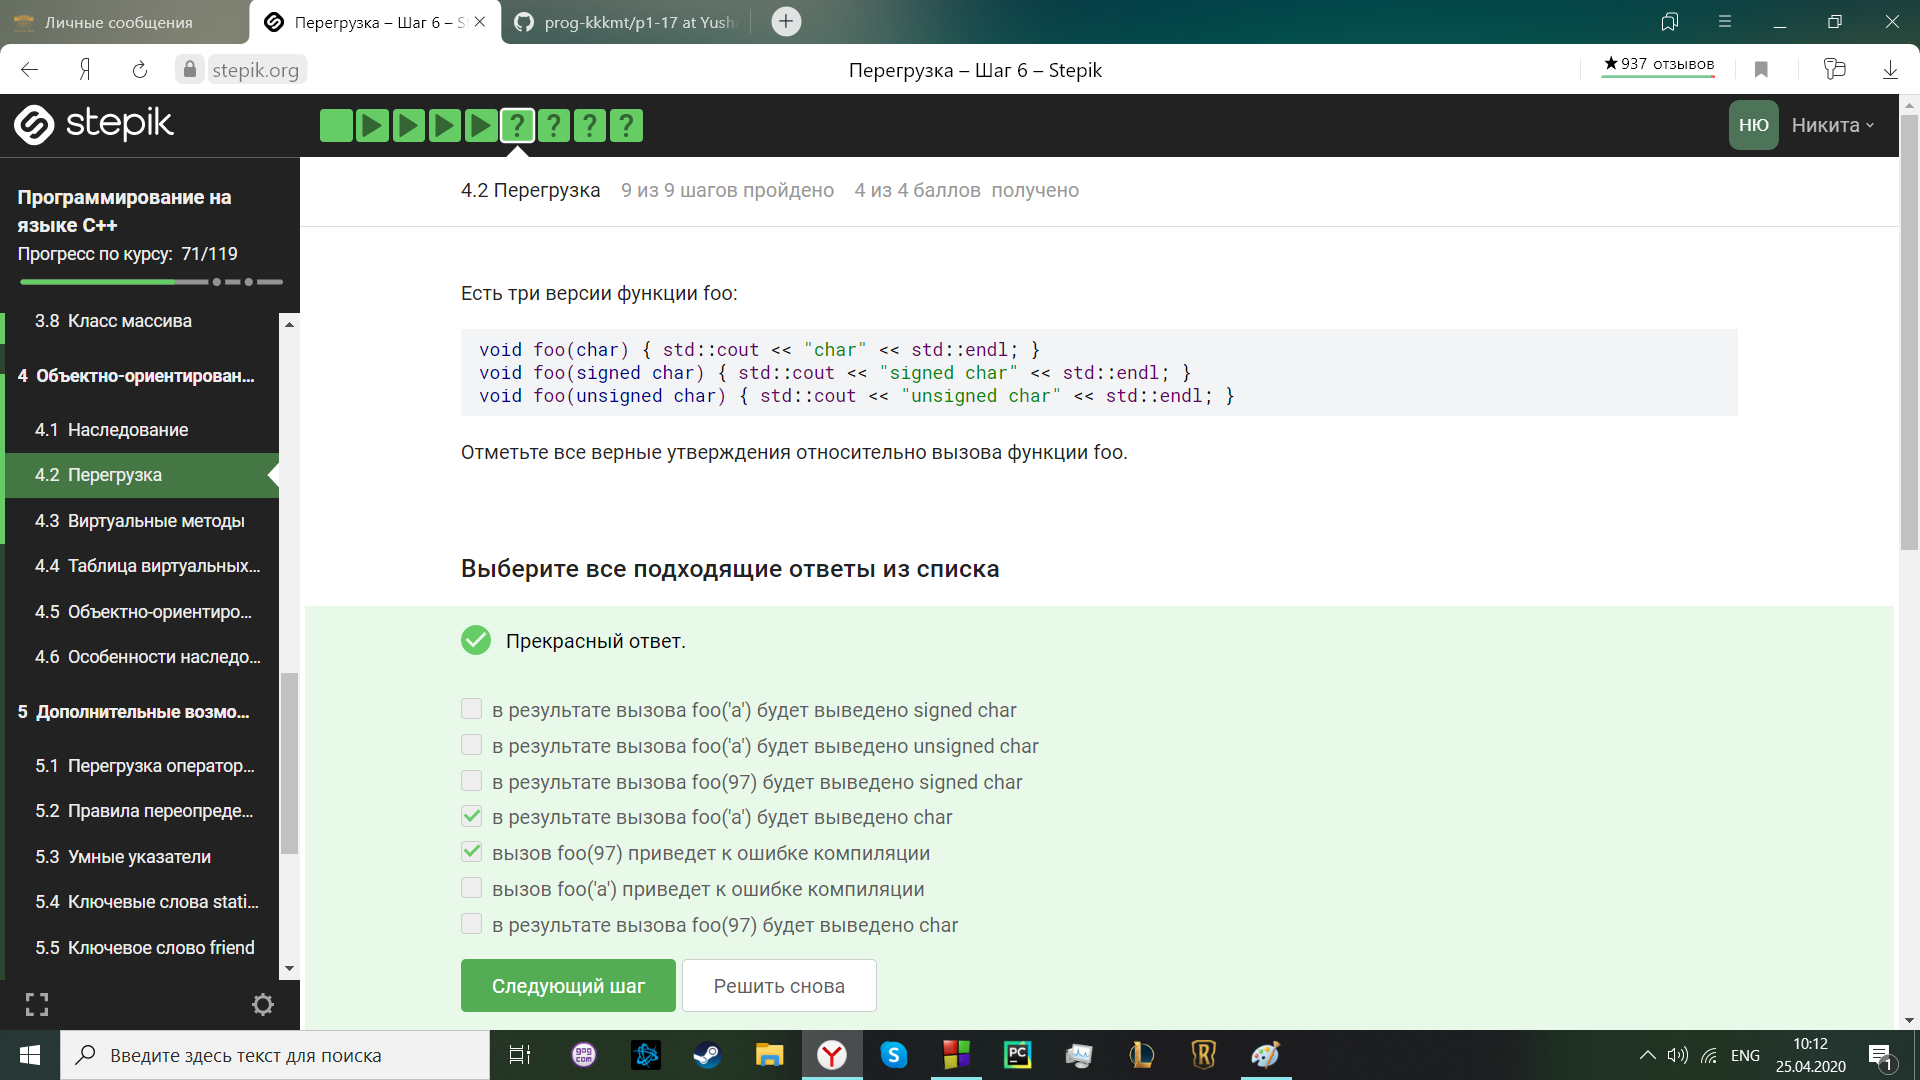 Личные сообщения
Перегрузка – Шаг 6 – S
prog-kkkmt/p1-17 at Yush
stepik.org
Перегрузка – Шаг 6 – Stepik
★937 отзывов
stepik
? ? ? ?
НЮ
Никита
Программирование на
языке C++
Прогресс по курсу: 71/119
3.8 Класс массива
4 Объектно-ориентирован...
4.1 Наследование
4.2 Перегрузка
4.3 Виртуальные методы
4.4 Таблица виртуальных...
4.5 Объектно-ориентиро...
4.6 Особенности наследо...
5 Дополнительные возмо...
5.1 Перегрузка оператор...
5.2 Правила переопреде...
5.3 Умные указатели
5.4 Ключевые слова stati...
5.5 Ключевое слово friend
4.2 Перегрузка 9 из 9 шагов пройдено 4 из 4 баллов получено
Есть три версии функции foo:
void foo(char) { std::cout << "char" << std::endl; }
void foo(signed char) { std::cout << "signed char" << std::endl; }
void foo(unsigned char) { std::cout << "unsigned char" << std::endl; }
Отметьте все верные утверждения относительно вызова функции foo.
Выберите все подходящие ответы из списка
Прекрасный ответ.
в результате вызова foo('a') будет выведено signed char
в результате вызова foo('a') будет выведено unsigned char
в результате вызова foo(97) будет выведено signed char
в результате вызова foo('a') будет выведено char
вызов foo(97) приведет к ошибке компиляции
вызов foo('a') приведет к ошибке компиляции
в результате вызова foo(97) будет выведено char
Следующий шаг
Решить снова
Введите здесь текст для поиска
gog
com
PC
ENG
10:12
25.04.2020
1